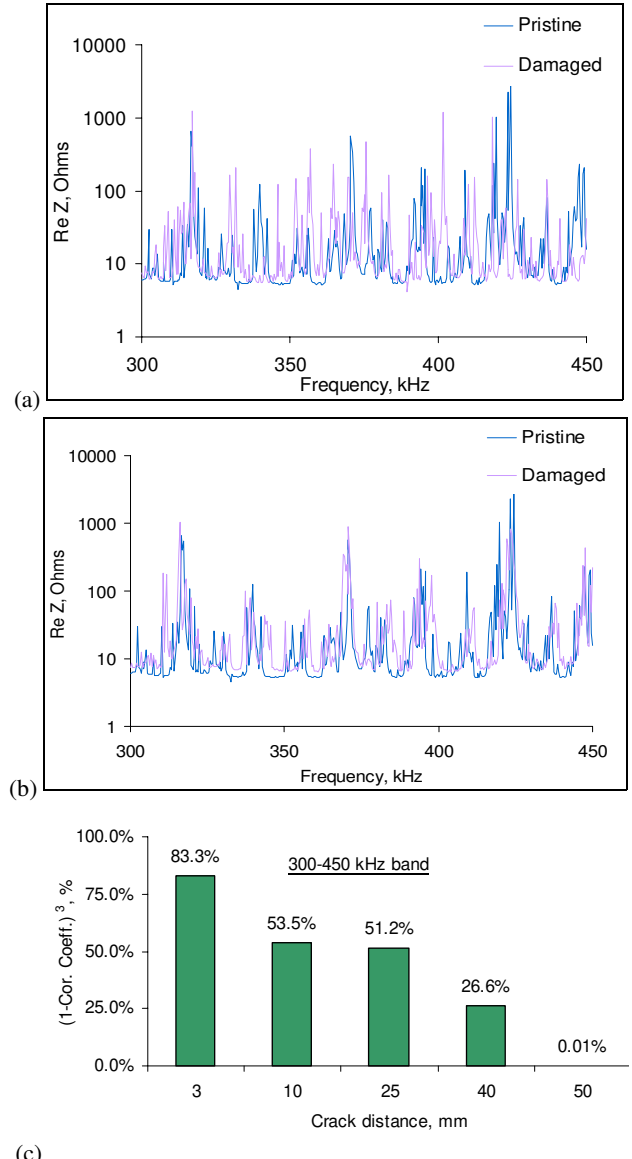 Pristine
Damaged
10000
1000
100
10
1
Re Z, Ohms
300 350 400 450
Frequency, kHz
(a)
Pristine
Damaged
10000
1000
100
10
1
Re Z, Ohms
300 350 400 450
Frequency, kHz
(b)
100.0%
75.0%
50.0%
25.0%
0.0%
(1-Cor. Coeff.) ³, %
300-450 kHz band
83.3%
53.5%
51.2%
26.6%
0.01%
3 10 25 40 50
Crack distance, mm
(c)